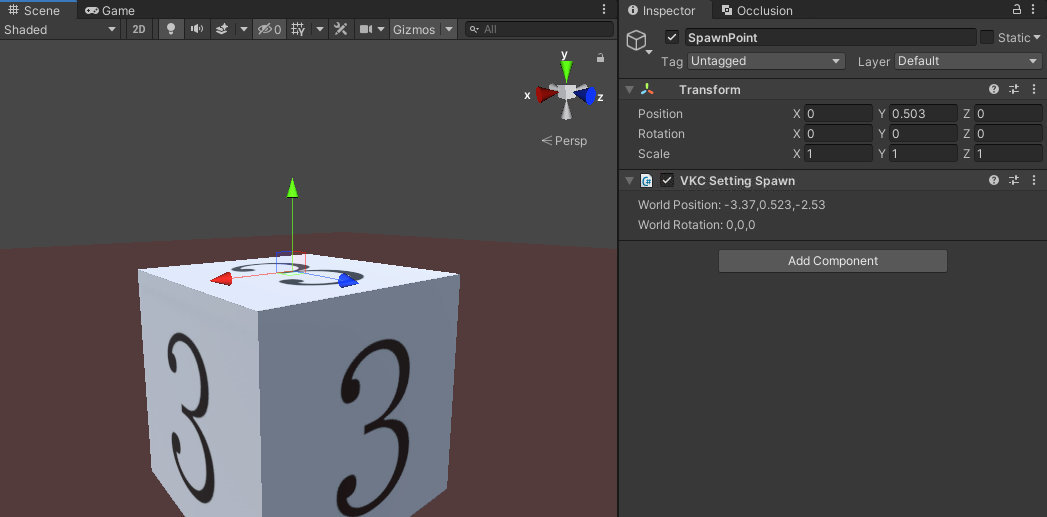 Scene Game
Shaded 2D 0 Gizmos All
y
x z
Persp
3
3
3
Inspector Occlusion
SpawnPoint Static
Tag Untagged Layer Default
Transform
Position X 0 Y 0.503 Z 0
Rotation X 0 Y 0 Z 0
Scale X 1 Y 1 Z 1
VKC Setting Spawn
World Position: -3.37,0.523,-2.53
World Rotation: 0,0,0
Add Component